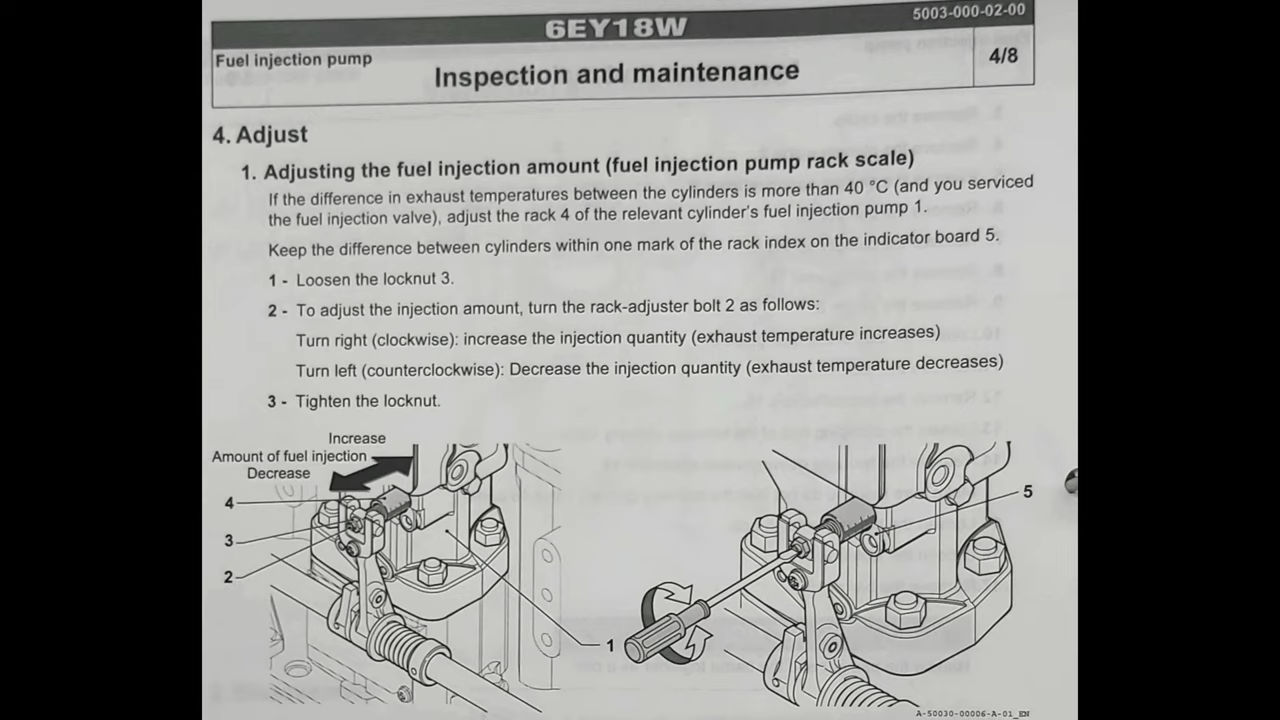 6EY18W
5003-000-02-00
Fuel injection pump
Inspection and maintenance
4/8
4. Adjust
1. Adjusting the fuel injection amount (fuel injection pump rack scale)
If the difference in exhaust temperatures between the cylinders is more than 40 °C (and you serviced
the fuel injection valve), adjust the rack 4 of the relevant cylinder's fuel injection pump 1.
Keep the difference between cylinders within one mark of the rack index on the indicator board 5.
1 - Loosen the locknut 3.
2 - To adjust the injection amount, turn the rack-adjuster bolt 2 as follows:
Turn right (clockwise): increase the injection quantity (exhaust temperature increases)
Turn left (counterclockwise): Decrease the injection quantity (exhaust temperature decreases)
3 - Tighten the locknut.
Increase
Amount of fuel injection
Decrease
4
3
2
1
5
A-50030-00006-A-01_EN